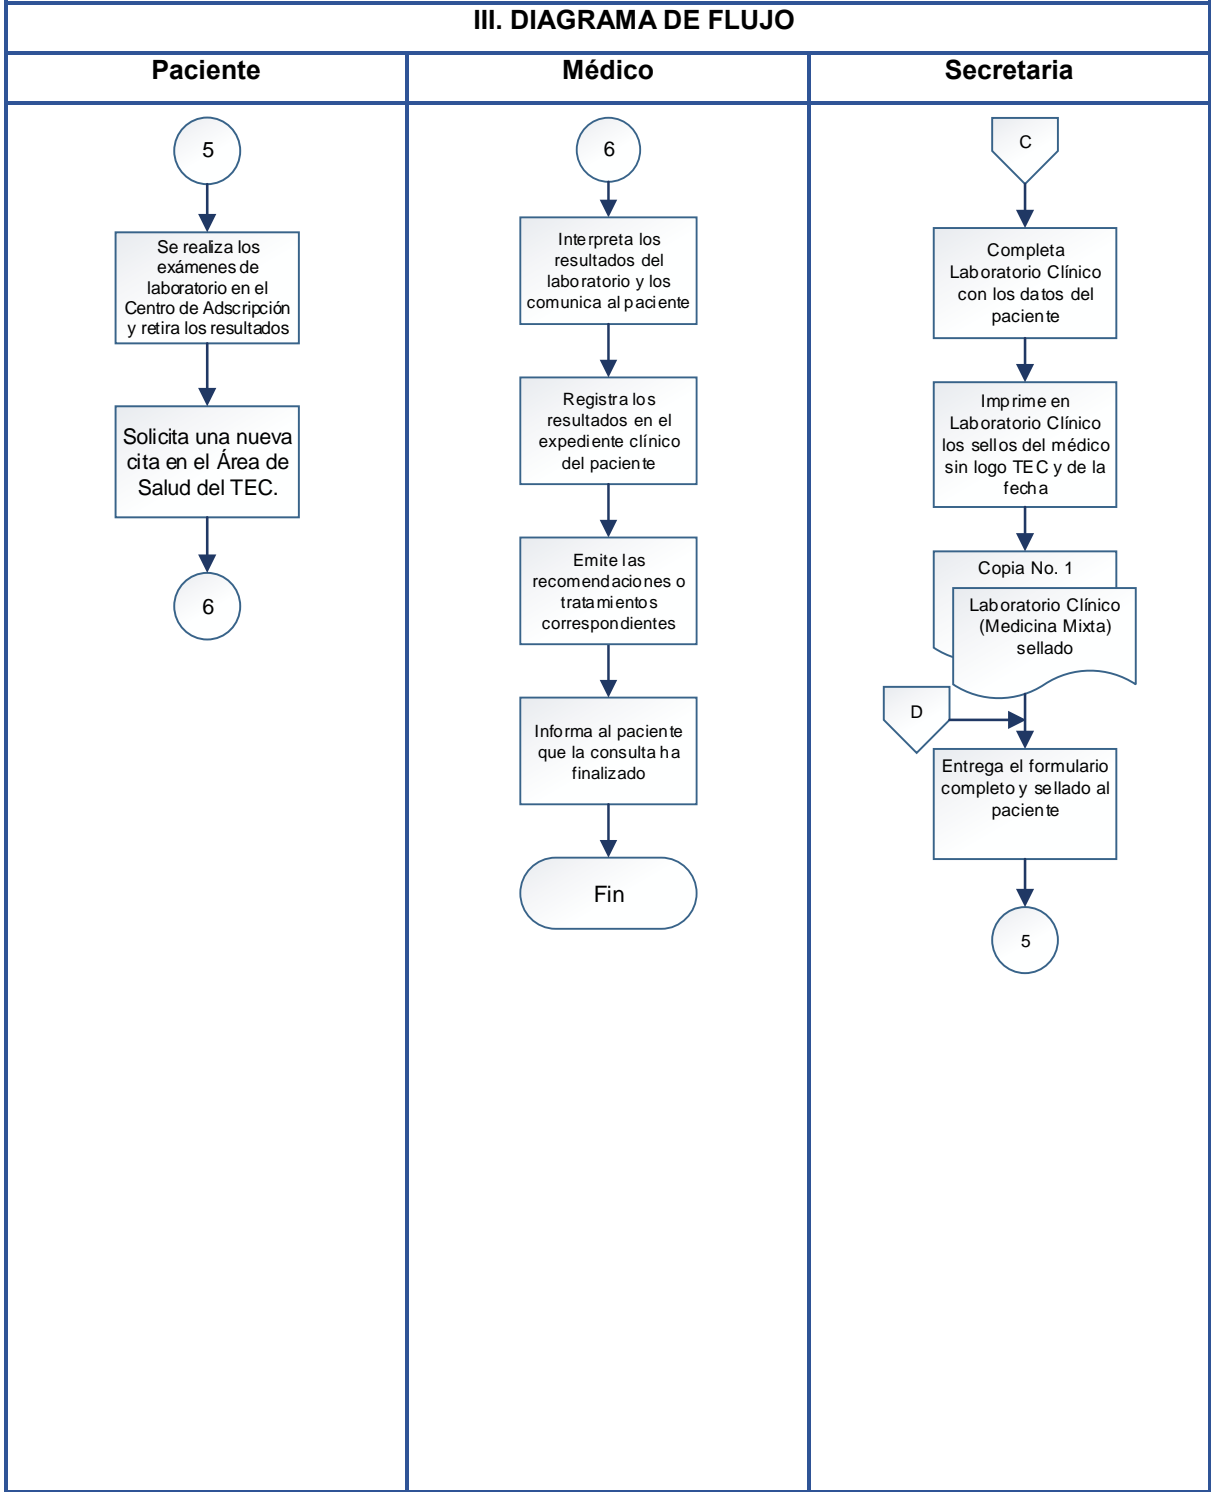 III. DIAGRAMA DE FLUJO
Paciente
Médico
Secretaria
5
Se realiza los
exámenes de
laboratorio en el
Centro de Adscripción
y retira los resultados
Solicita una nueva
cita en el Área de
Salud del TEC.
6
6
Interpreta los
resultados del
laboratorio y los
comunica al paciente
Registra los
resultados en el
expediente clínico
del paciente
Emite las
recomendaciones o
tratamientos
correspondientes
Informa al paciente
que la consulta ha
finalizado
Fin
C
Completa
Laboratorio Clínico
con los datos del
paciente
Imprime en
Laboratorio Clínico
los sellos del médico
sin logo TEC y de la
fecha
Copia No. 1
Laboratorio Clínico
(Medicina Mixta)
sellado
D
Entrega el formulario
completo y sellado al
paciente
5